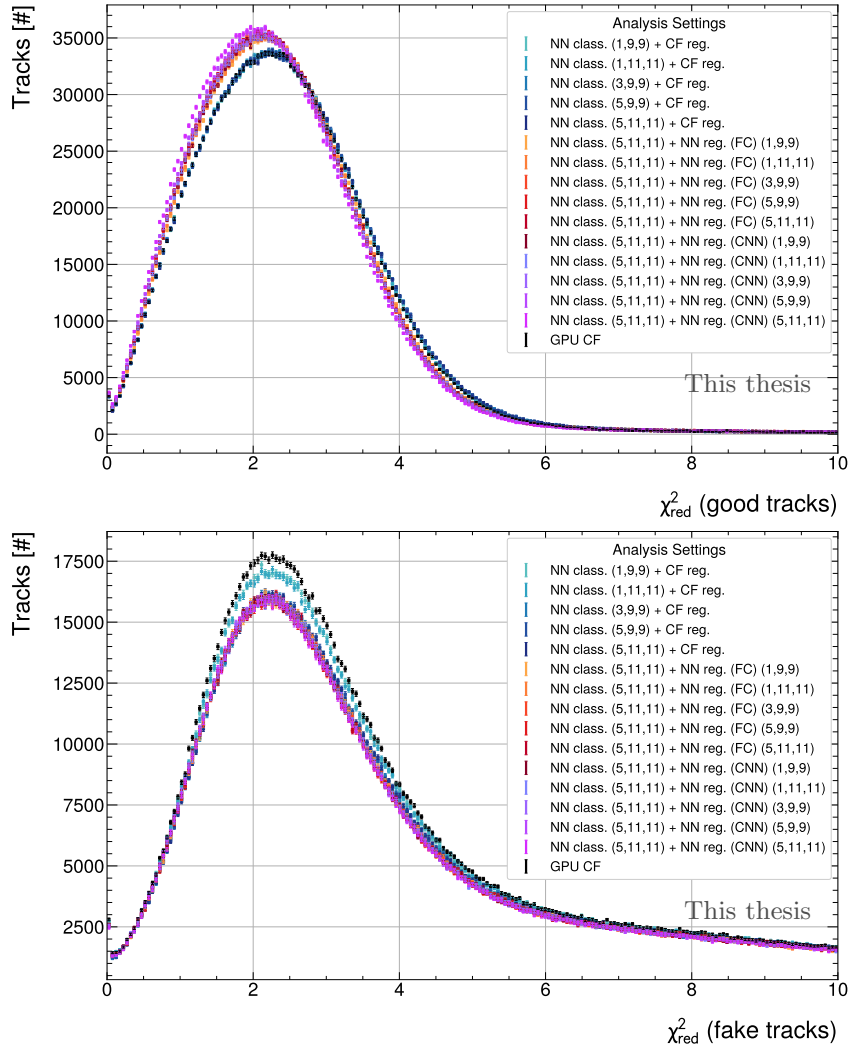 Tracks [#]
35000
30000
25000
20000
15000
10000
5000
0
Analysis Settings
NN class. (1,9,9) + CF reg.
NN class. (1,11,11) + CF reg.
NN class. (3,9,9) + CF reg.
NN class. (5,9,9) + CF reg.
NN class. (5,11,11) + CF reg.
NN class. (5,11,11) + NN reg. (FC) (1,9,9)
NN class. (5,11,11) + NN reg. (FC) (1,11,11)
NN class. (5,11,11) + NN reg. (FC) (3,9,9)
NN class. (5,11,11) + NN reg. (FC) (5,9,9)
NN class. (5,11,11) + NN reg. (FC) (5,11,11)
NN class. (5,11,11) + NN reg. (CNN) (1,9,9)
NN class. (5,11,11) + NN reg. (CNN) (1,11,11)
NN class. (5,11,11) + NN reg. (CNN) (3,9,9)
NN class. (5,11,11) + NN reg. (CNN) (5,9,9)
NN class. (5,11,11) + NN reg. (CNN) (5,11,11)
GPU CF
This thesis
0 2 4 6 8 10
χ²red (good tracks)
Tracks [#]
17500
15000
12500
10000
7500
5000
2500
Analysis Settings
NN class. (1,9,9) + CF reg.
NN class. (1,11,11) + CF reg.
NN class. (3,9,9) + CF reg.
NN class. (5,9,9) + CF reg.
NN class. (5,11,11) + CF reg.
NN class. (5,11,11) + NN reg. (FC) (1,9,9)
NN class. (5,11,11) + NN reg. (FC) (1,11,11)
NN class. (5,11,11) + NN reg. (FC) (3,9,9)
NN class. (5,11,11) + NN reg. (FC) (5,9,9)
NN class. (5,11,11) + NN reg. (FC) (5,11,11)
NN class. (5,11,11) + NN reg. (CNN) (1,9,9)
NN class. (5,11,11) + NN reg. (CNN) (1,11,11)
NN class. (5,11,11) + NN reg. (CNN) (3,9,9)
NN class. (5,11,11) + NN reg. (CNN) (5,9,9)
NN class. (5,11,11) + NN reg. (CNN) (5,11,11)
GPU CF
This thesis
0 2 4 6 8 10
χ²red (fake tracks)